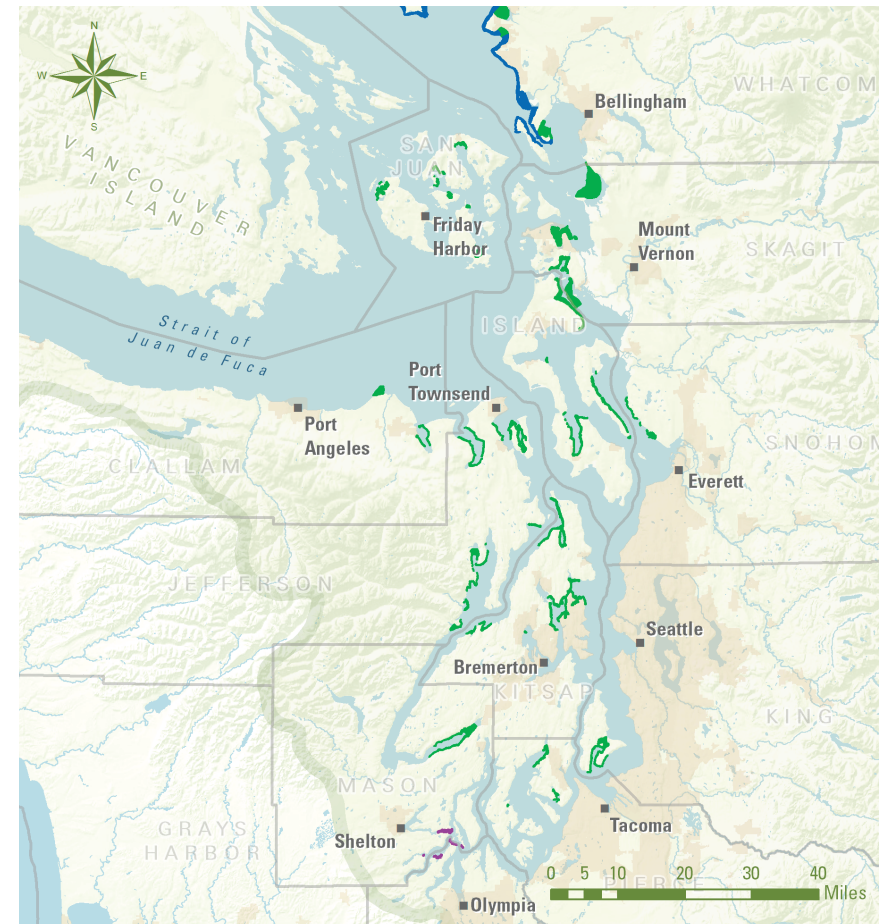 N
W E
S
Bellingham
WHATCOM
VANCOUVER
ISLAND
SAN
JUAN
Friday
Harbor
Mount
Vernon
SKAGIT
ISLAND
Strait of
Juan de Fuca
Port
Townsend
Port
Angeles
CLALLAM
SNOHOM
Everett
JEFFERSON
Seattle
Bremerton
KITSAP
KING
MASON
GRAYS
HARBOR
Shelton
Tacoma
PIERCE
0 5 10 20 30 40
Miles
Olympia